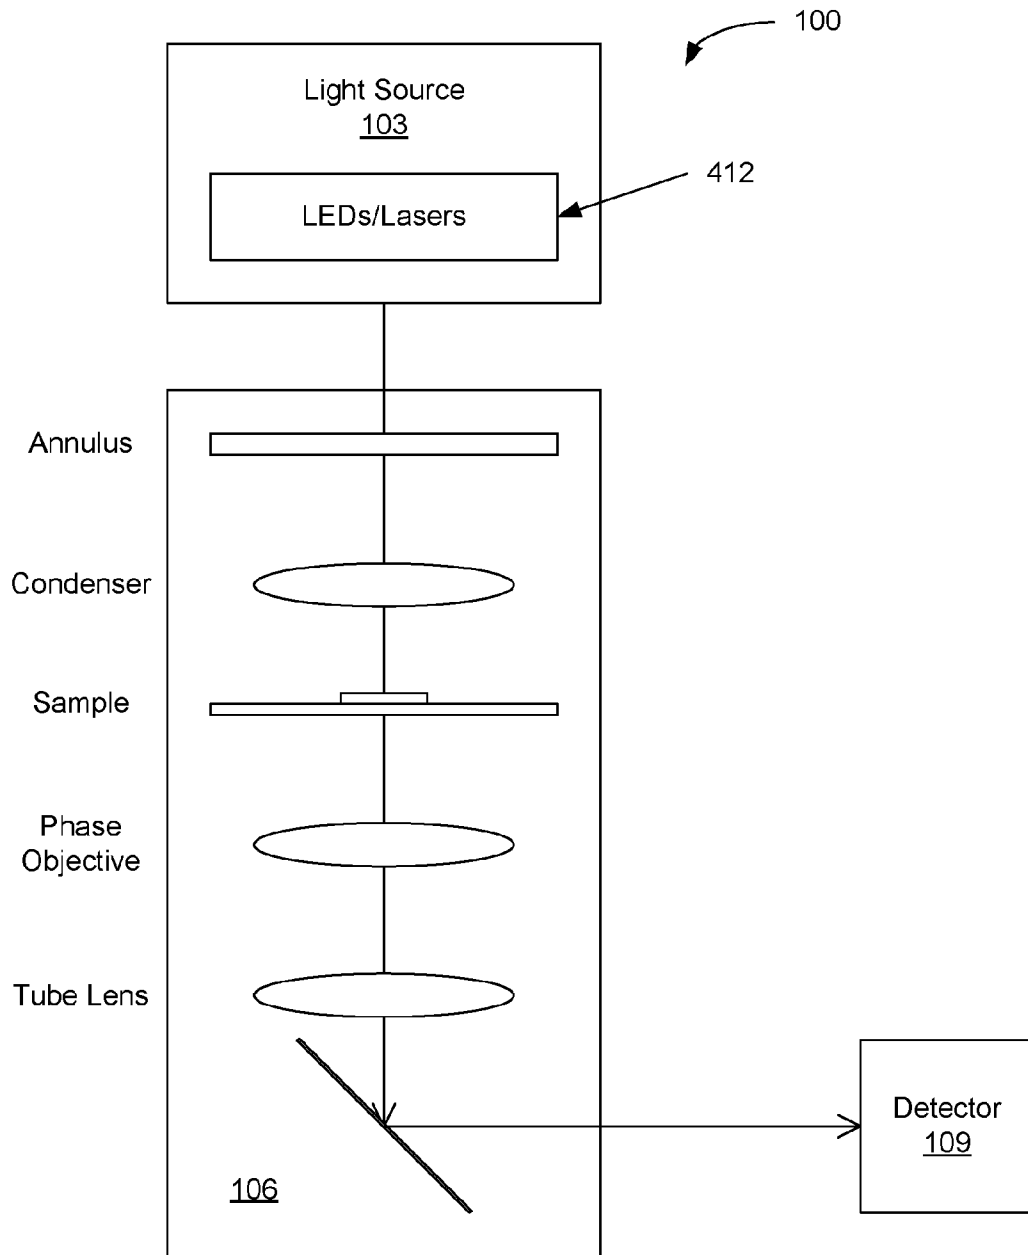 100
Light Source
103
412
LEDs/Lasers
Annulus
Condenser
Sample
Phase
Objective
Tube Lens
Detector
109
106